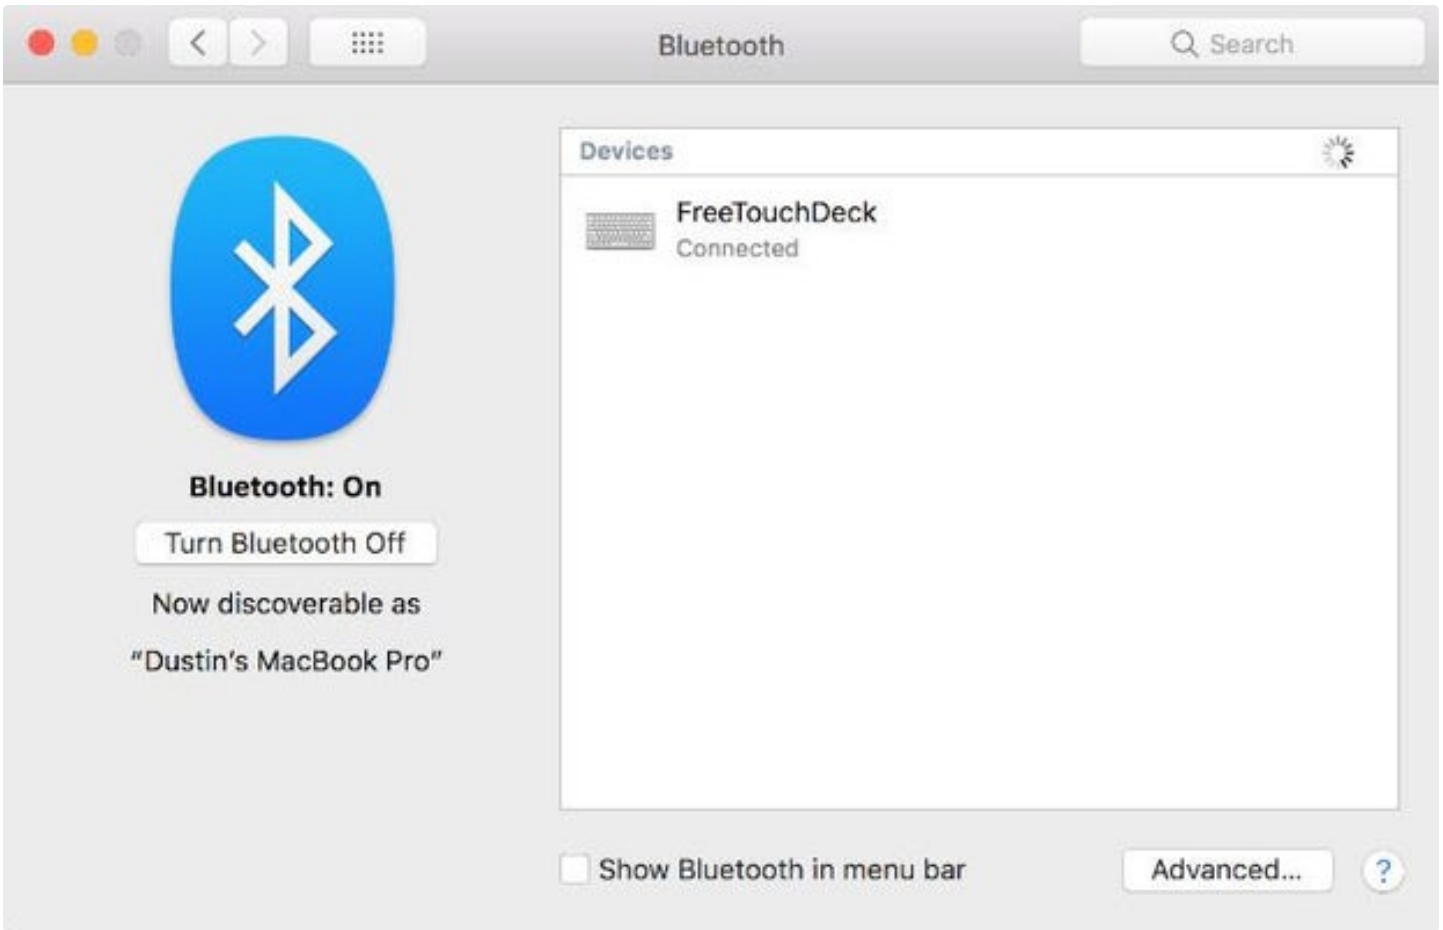 Bluetooth
Search
Devices
FreeTouchDeck
Connected
Bluetooth: On
Turn Bluetooth Off
Now discoverable as
“Dustin’s MacBook Pro”
Show Bluetooth in menu bar
Advanced...
?